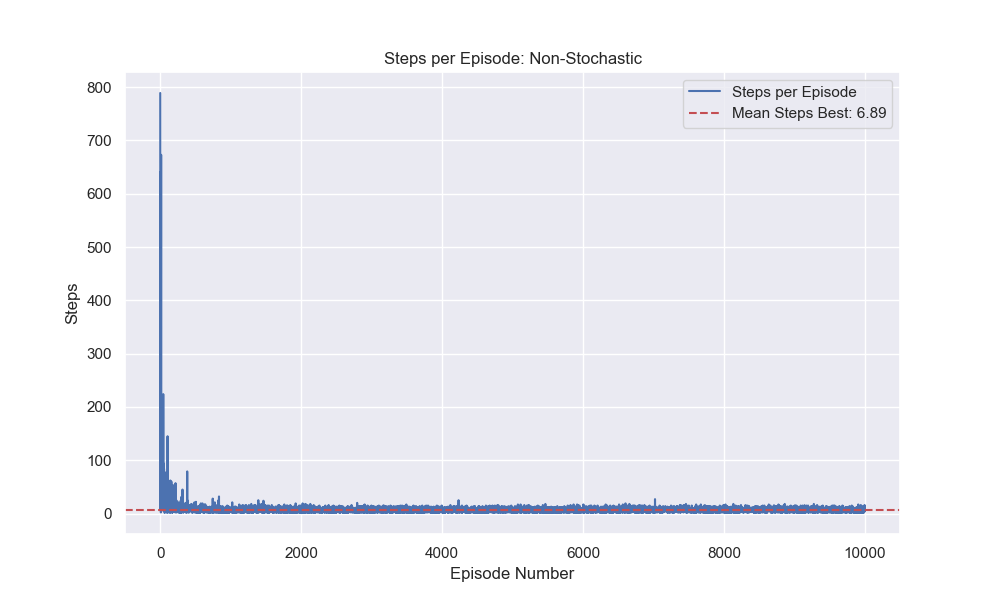 Steps per Episode: Non-Stochastic
Steps per Episode
Mean Steps Best: 6.89
Steps
800
700
600
500
400
300
200
100
0
0 2000 4000 6000 8000 10000
Episode Number